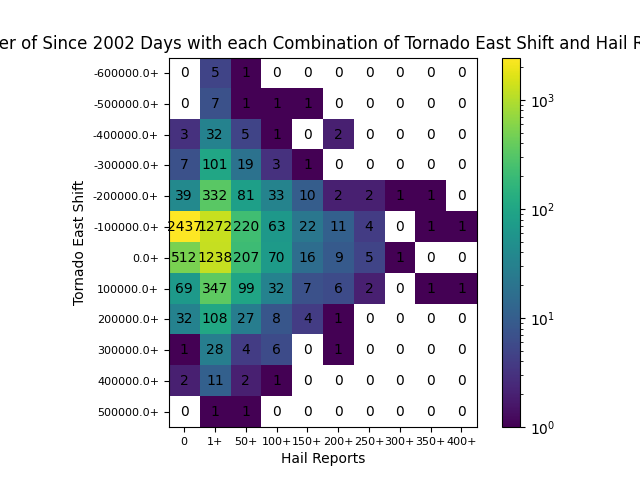 er of Since 2002 Days with each Combination of Tornado East Shift and Hail R
Tornado East Shift
-600000.0+ 0 5 1 0 0 0 0 0 0 0
-500000.0+ 0 7 1 1 1 0 0 0 0 0
-400000.0+ 3 32 5 1 0 2 0 0 0 0
-300000.0+ 7 101 19 3 1 0 0 0 0 0
-200000.0+ 39 332 81 33 10 2 2 1 1 0
-100000.0+ 2437 1272 220 63 22 11 4 0 1 1
0.0+ 512 1238 207 70 16 9 5 1 0 0
100000.0+ 69 347 99 32 7 6 2 0 1 1
200000.0+ 32 108 27 8 4 1 0 0 0 0
300000.0+ 1 28 4 6 0 1 0 0 0 0
400000.0+ 2 11 2 1 0 0 0 0 0 0
500000.0+ 0 1 1 0 0 0 0 0 0 0
0 1+ 50+ 100+ 150+ 200+ 250+ 300+ 350+ 400+
Hail Reports
10³
10²
10¹
10⁰